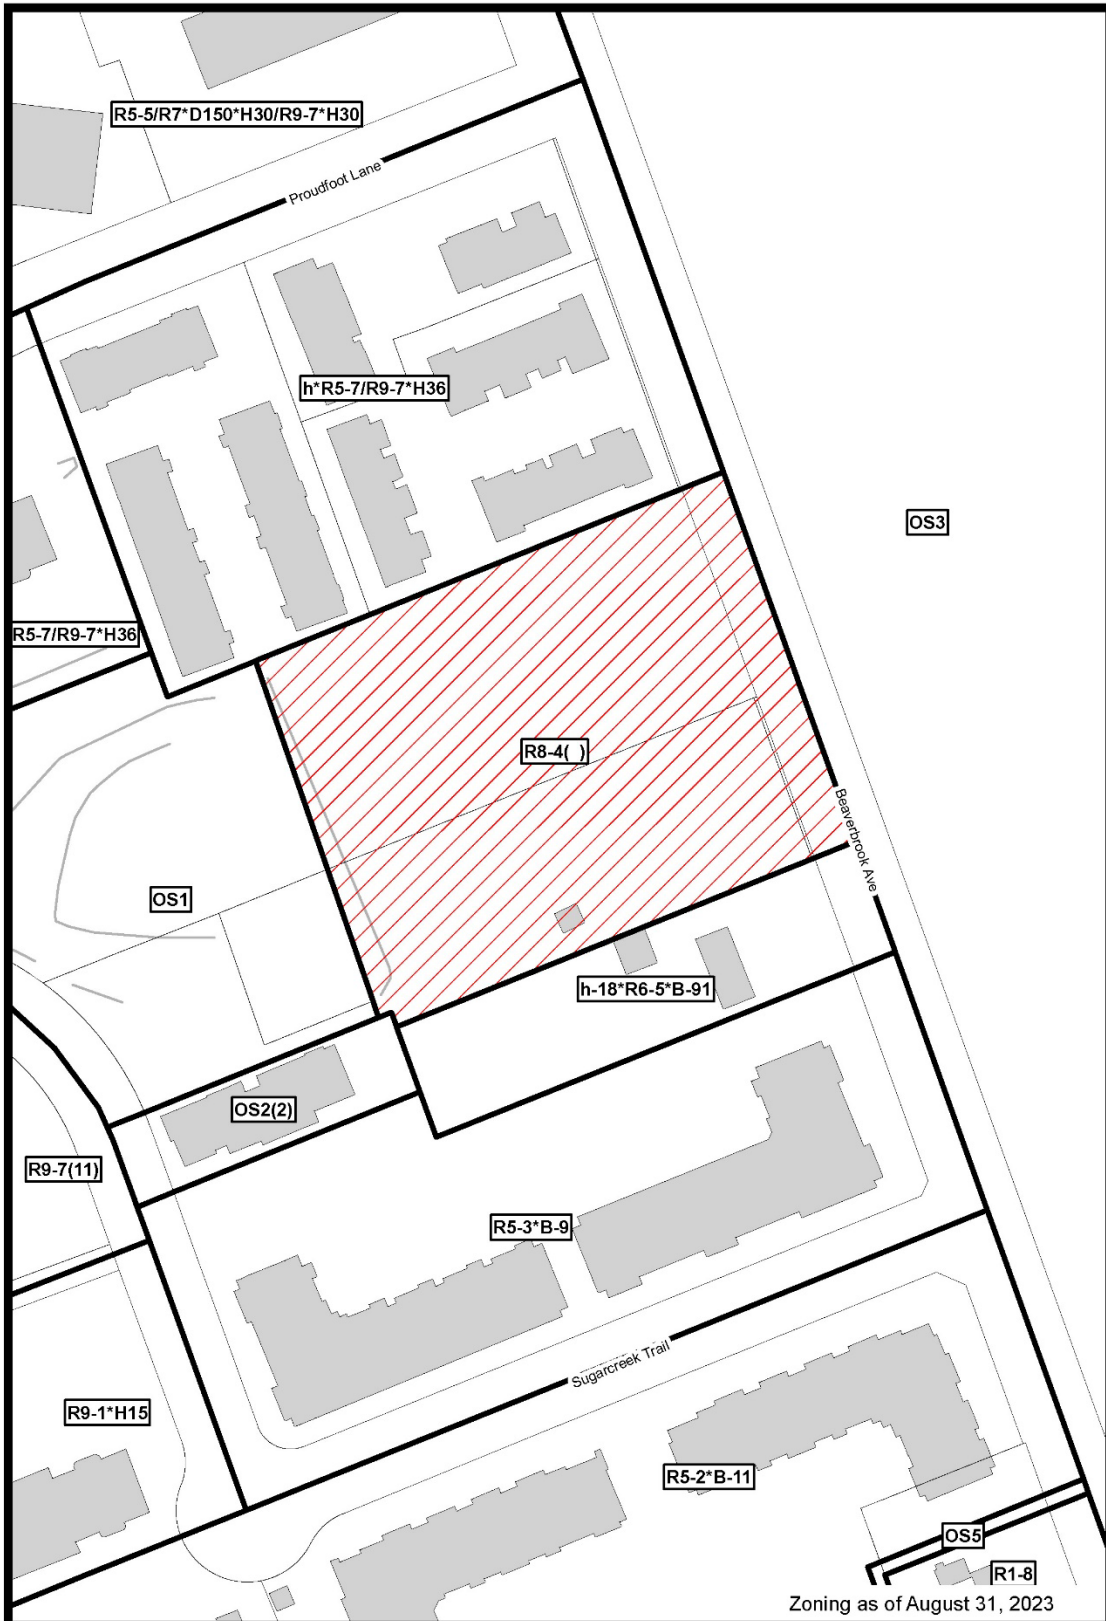 R5-5/R7*D150*H30/R9-7*H30
Proudfoot Lane
h*R5-7/R9-7*H36
OS3
R5-7/R9-7*H36
R8-4( )
Beaverbrook Ave
OS1
h-18*R6-5*B-91
OS2(2)
R9-7(11)
R5-3*B-9
Sugarcreek Trail
R9-1*H15
R5-2*B-11
OS5
R1-8
Zoning as of August 31, 2023